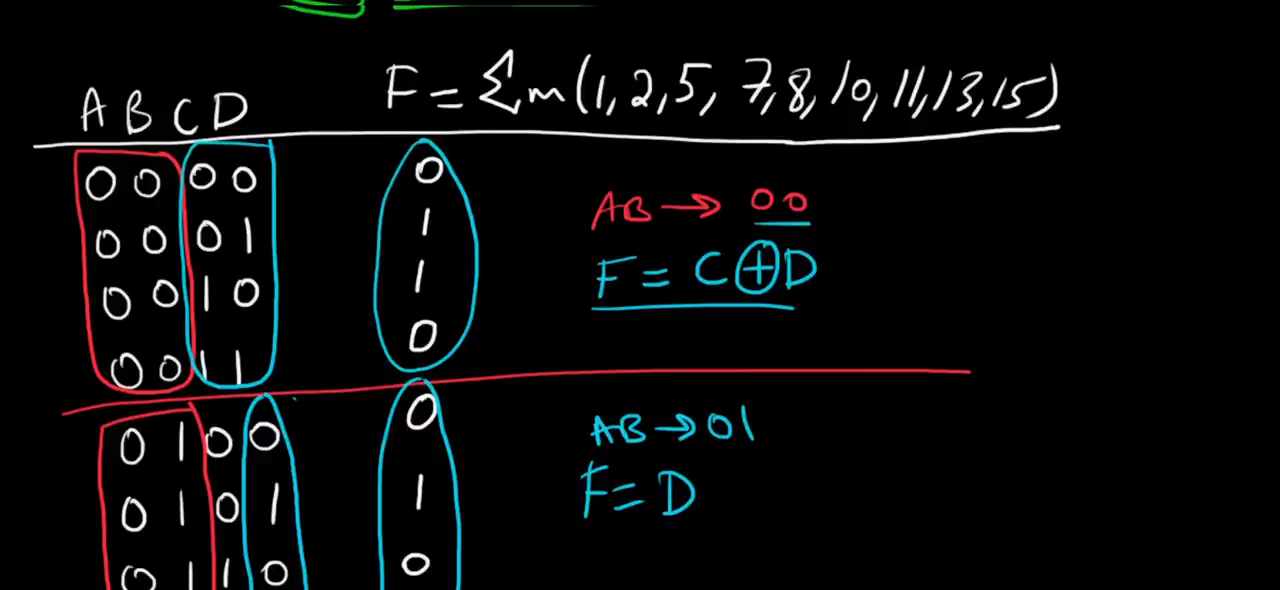 A B C D F = Σm(1,2,5,7,8,10,11,13,15)
0 0 0 0 0
0 0 0 1 1 AB → 00
0 0 1 0 1 F = C ⊕ D
0 0 1 1 0
0 1 0 0 0 AB → 01
0 1 0 1 1 F = D
0 1 1 0 0